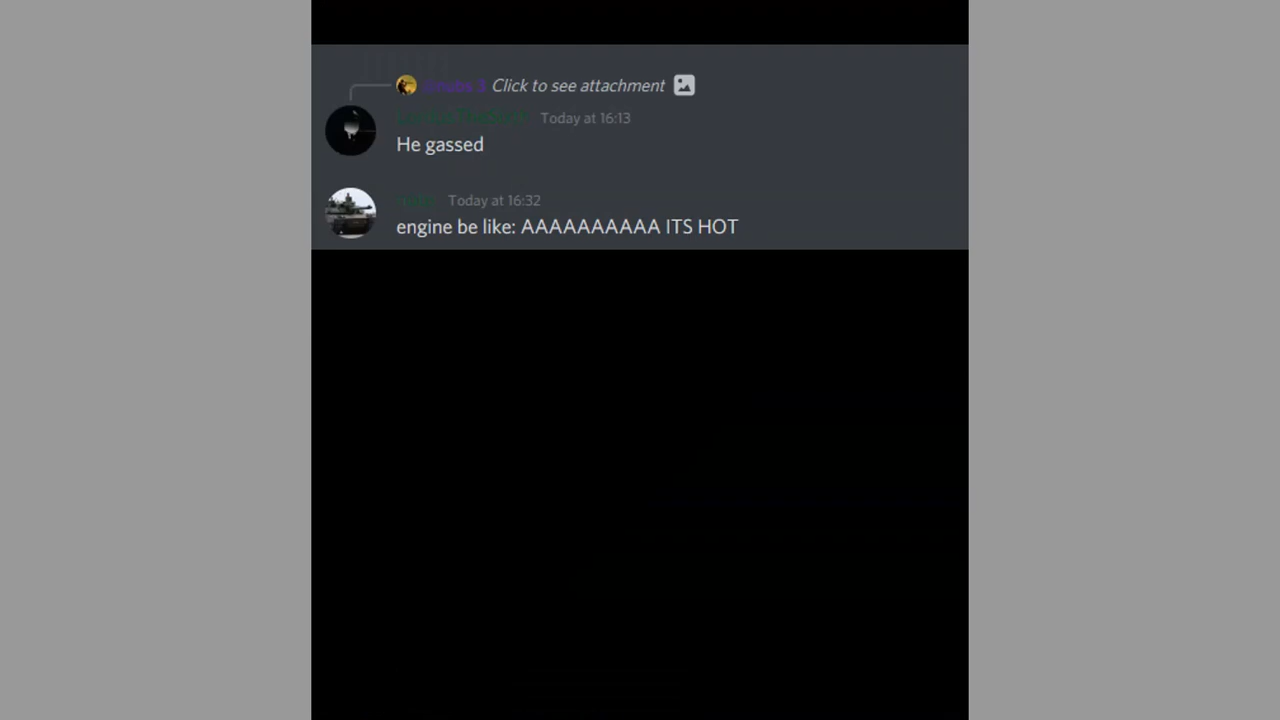 Click to see attachment
Today at 16:13
He gassed
Today at 16:32
engine be like: AAAAAAAAAA ITS HOT